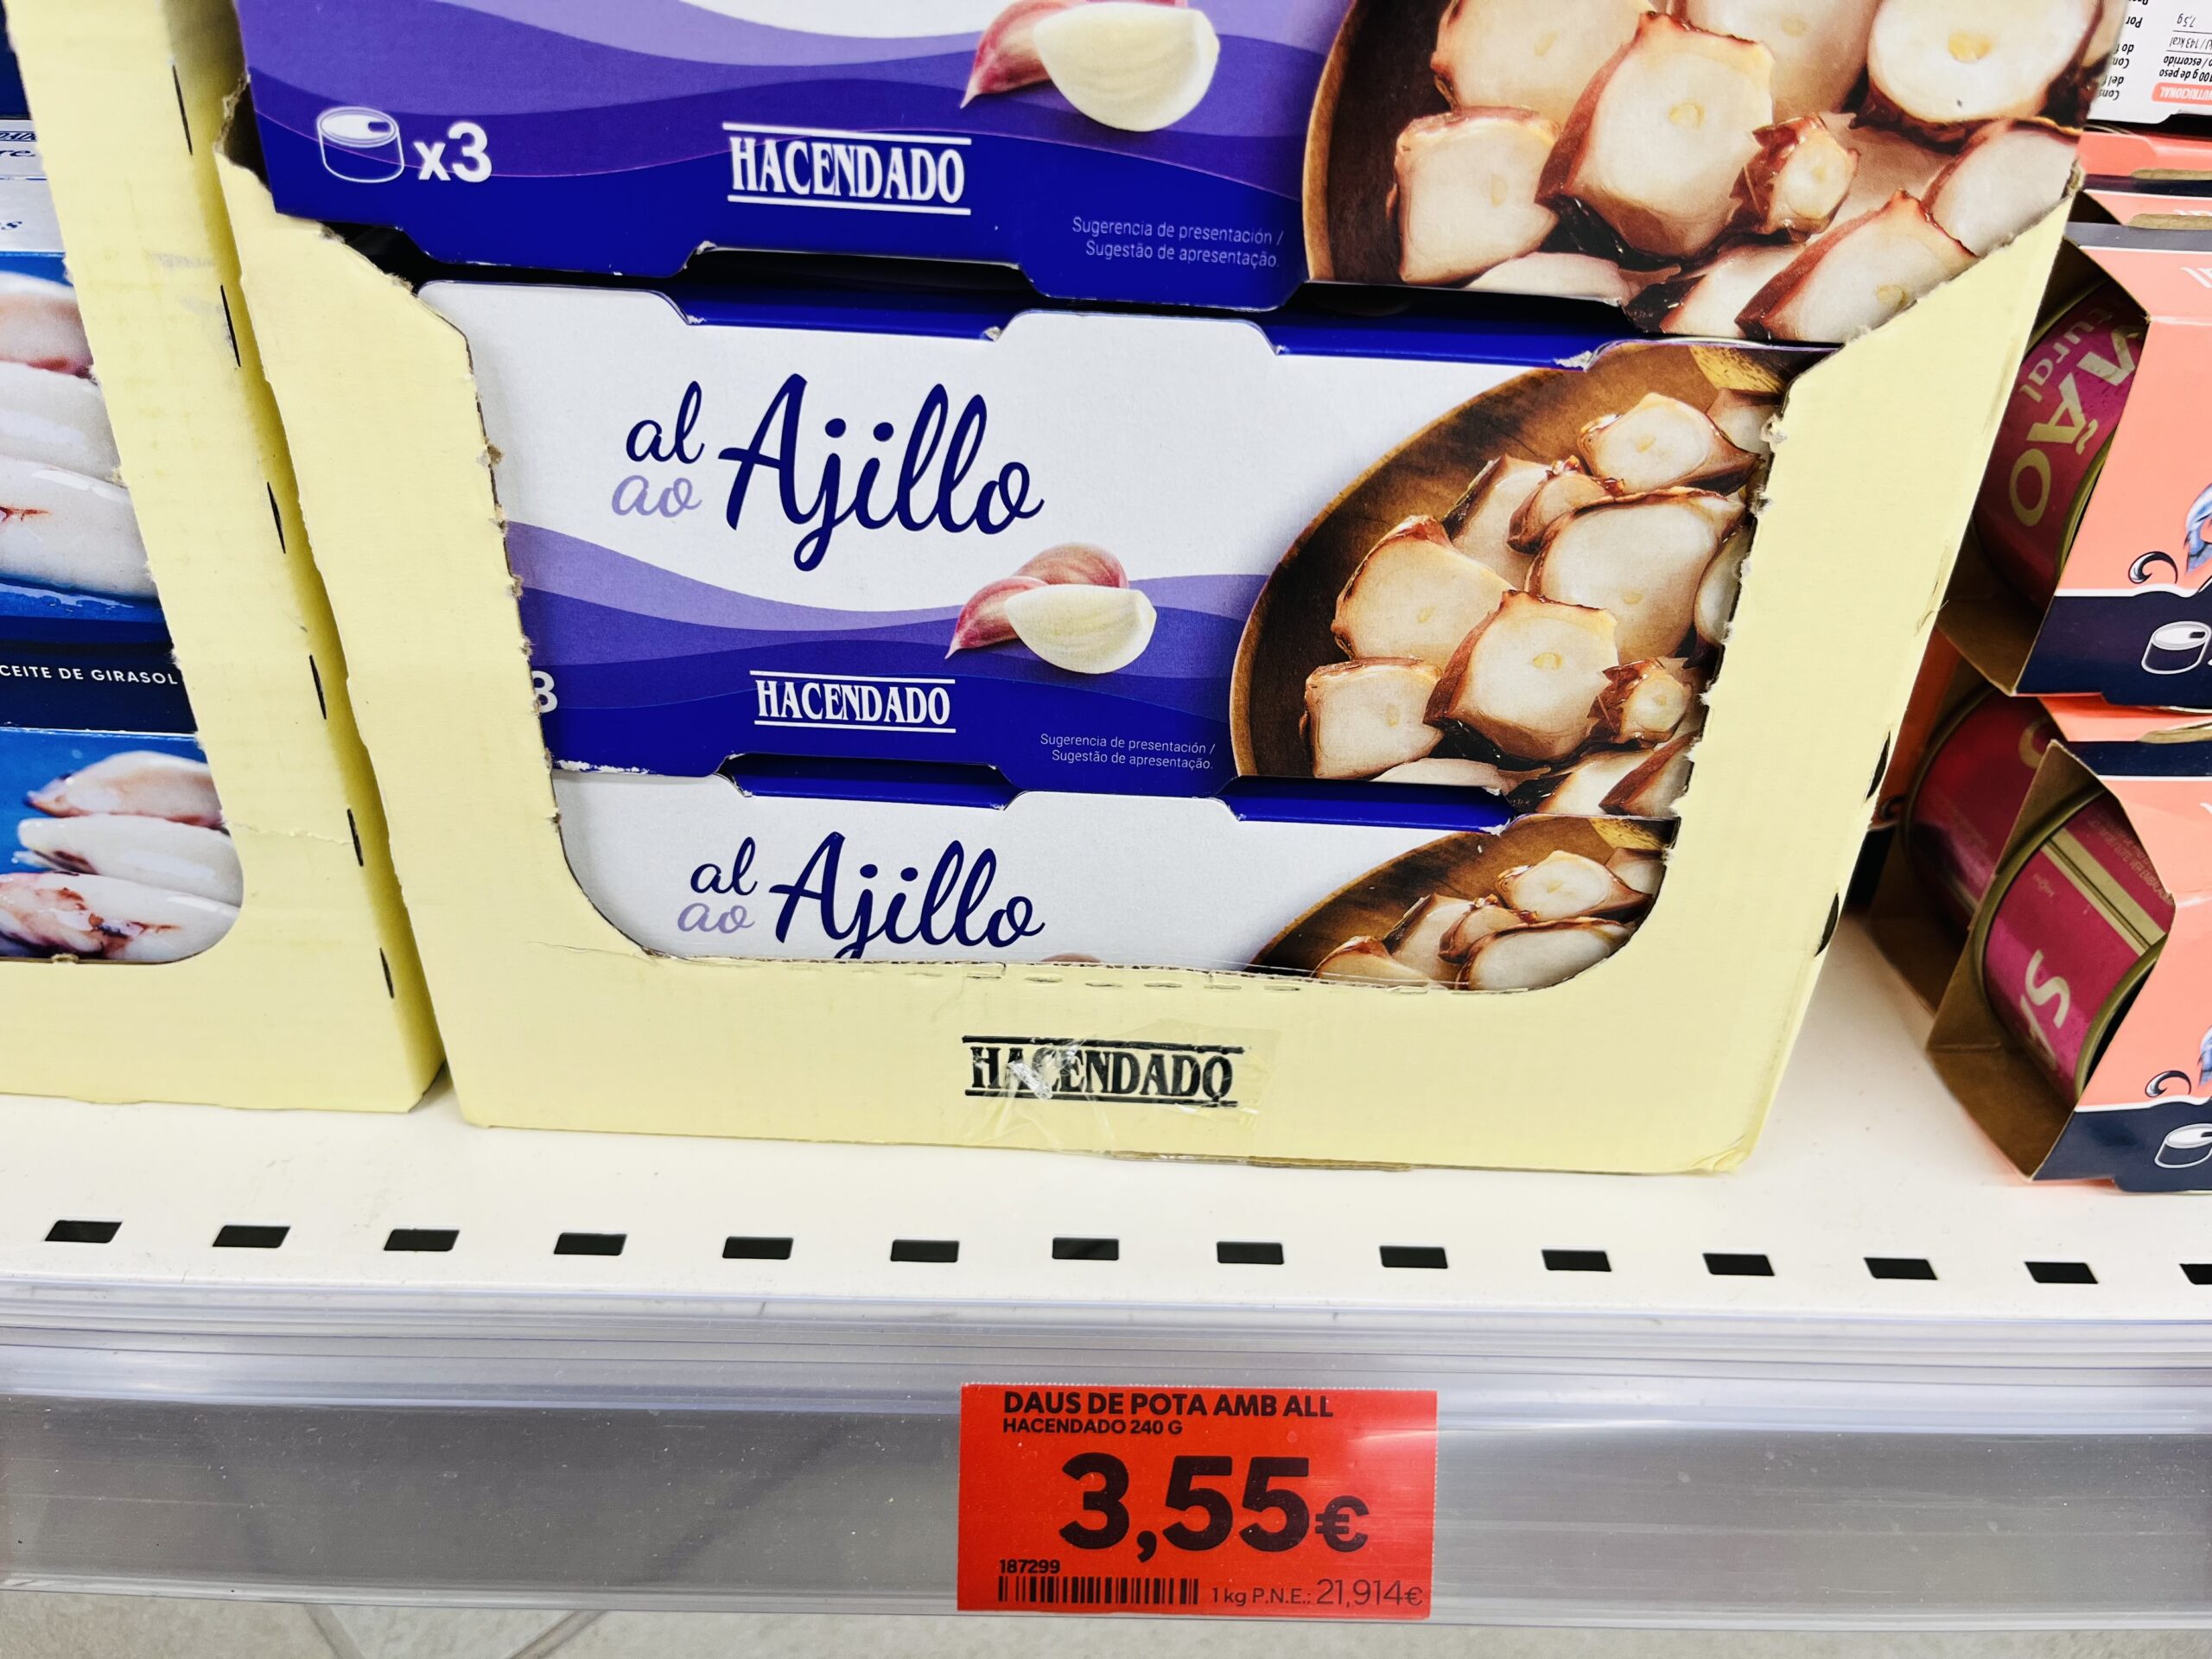 x3
HACENDADO
Sugerencia de presentación /
Sugestão de apresentação.
al
ao
Ajillo
3
HACENDADO
Sugerencia de presentación /
Sugestão de apresentação.
al
ao
Ajillo
HACENDADO
CEITE DE GIRASOL
DAUS DE POTA AMB ALL
HACENDADO 240 G
3,55€
187299
1 kg P.N.E.: 21,914€